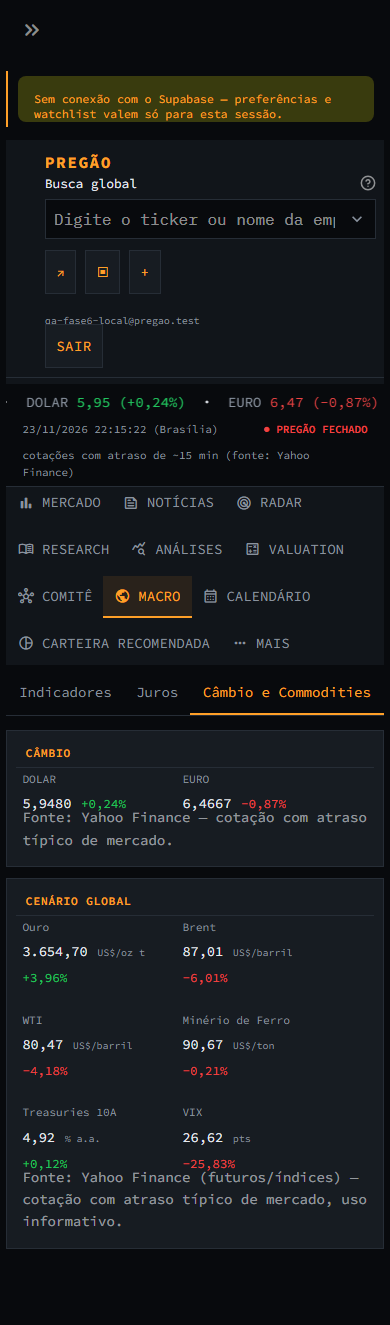 Sem conexão com o Supabase — preferências e
watchlist valem só para esta sessão.
PREGÃO
Busca global
Digite o ticker ou nome da emp
qa-fase6-local@pregao.test
SAIR
· DOLAR 5,95 (+0,24%) · EURO 6,47 (−0,87%)
23/11/2026 22:15:22 (Brasília) ● PREGÃO FECHADO
cotações com atraso de ~15 min (fonte: Yahoo
Finance)
MERCADO NOTÍCIAS RADAR
RESEARCH ANÁLISES VALUATION
COMITÊ MACRO CALENDÁRIO
CARTEIRA RECOMENDADA MAIS
Indicadores Juros Câmbio e Commodities
CÂMBIO
DOLAR EURO
5,9480 +0,24% 6,4667 −0,87%
Fonte: Yahoo Finance — cotação com atraso
típico de mercado.
CENÁRIO GLOBAL
Ouro Brent
3.654,70 US$/oz t 87,01 US$/barril
+3,96% −6,01%
WTI Minério de Ferro
80,47 US$/barril 90,67 US$/ton
−4,18% −0,21%
Treasuries 10A VIX
4,92 % a.a. 26,62 pts
+0,12% −25,83%
Fonte: Yahoo Finance (futuros/índices) —
cotação com atraso típico de mercado, uso
informativo.